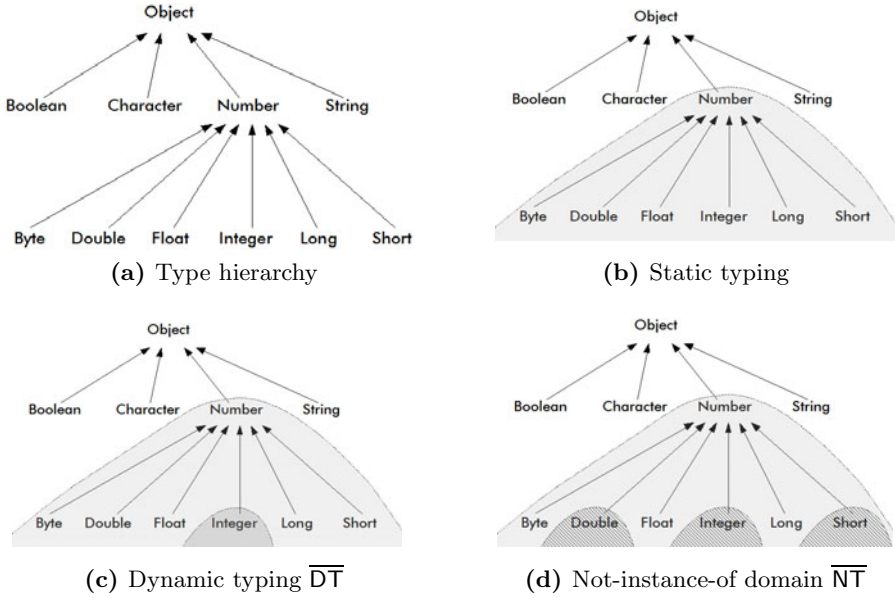 Object
Boolean Character Number String
Byte Double Float Integer Long Short
(a) Type hierarchy
Object
Boolean Character Number String
Byte Double Float Integer Long Short
(b) Static typing
Object
Boolean Character Number String
Byte Double Float Integer Long Short
(c) Dynamic typing D̅T̅
Object
Boolean Character Number String
Byte Double Float Integer Long Short
(d) Not-instance-of domain N̅T̅